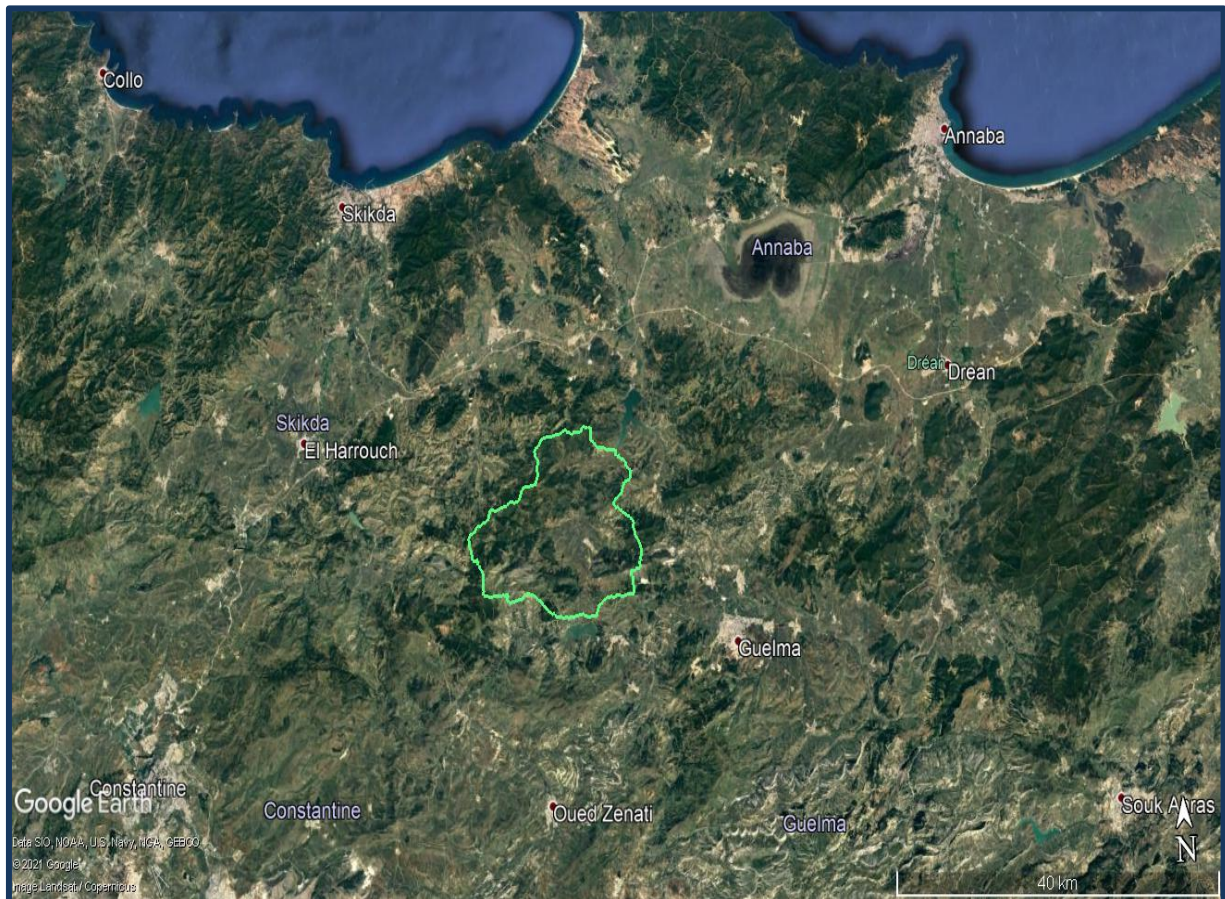 Collo
Annaba
Skikda
Annaba
Dréan
Drean
Skikda
El Harrouch
Guelma
Constantine
Google Earth
Constantine
Oued Zenati
Guelma
Souk Ahras
Data SIO, NOAA, U.S. Navy, NGA, GEBCO
© 2021 Google
Image Landsat / Copernicus
N
40 km